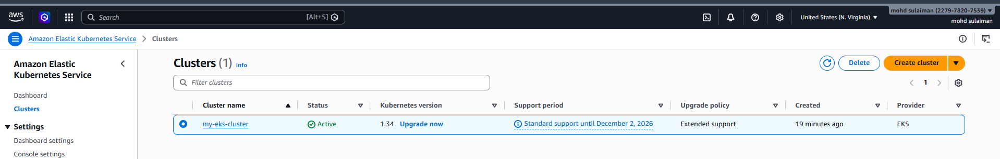 aws
Search [Alt+S]
United States (N. Virginia)
mohd sulaiman (2279-7820-7539)
mohd sulaiman
Amazon Elastic Kubernetes Service > Clusters
Amazon Elastic
Kubernetes Service
Dashboard
Clusters
Settings
Dashboard settings
Console settings
Clusters (1) Info
Delete
Create cluster
Filter clusters
1
Cluster name Status Kubernetes version Support period Upgrade policy Created Provider
my-eks-cluster Active 1.34 Upgrade now Standard support until December 2, 2026 Extended support 19 minutes ago EKS